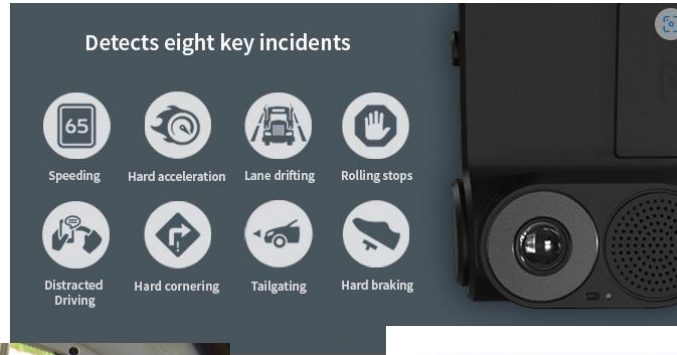 Detects eight key incidents
65
Speeding
Hard acceleration
Lane drifting
Rolling stops
Distracted
Driving
Hard cornering
Tailgating
Hard braking